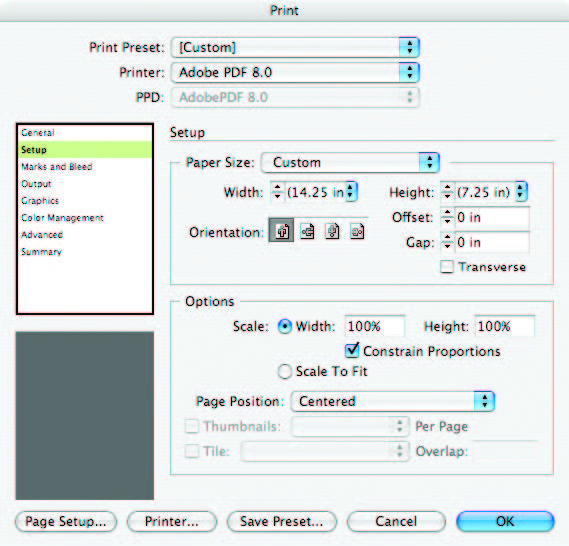 Print
Print Preset: [Custom]
Printer: Adobe PDF 8.0
PPD: AdobePDF 8.0
General
Setup
Marks and Bleed
Output
Graphics
Color Management
Advanced
Summary
Setup
Paper Size: Custom
Width: (14.25 in Height: (7.25 in)
Orientation: Offset: 0 in
Gap: 0 in
Transverse
Options
Scale: Width: 100% Height: 100%
Constrain Proportions
Scale To Fit
Page Position: Centered
Thumbnails: Per Page
Tile: Overlap:
Page Setup... Printer... Save Preset... Cancel OK